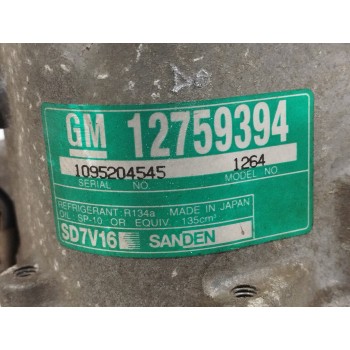 GM 12759394
1095204545 1264
SERIAL NO. MODEL NO.
REFRIGERANT: R134a MADE IN JAPAN
OIL: SP-10 OR EQUIV. 135cm³
SD7V16 SANDEN